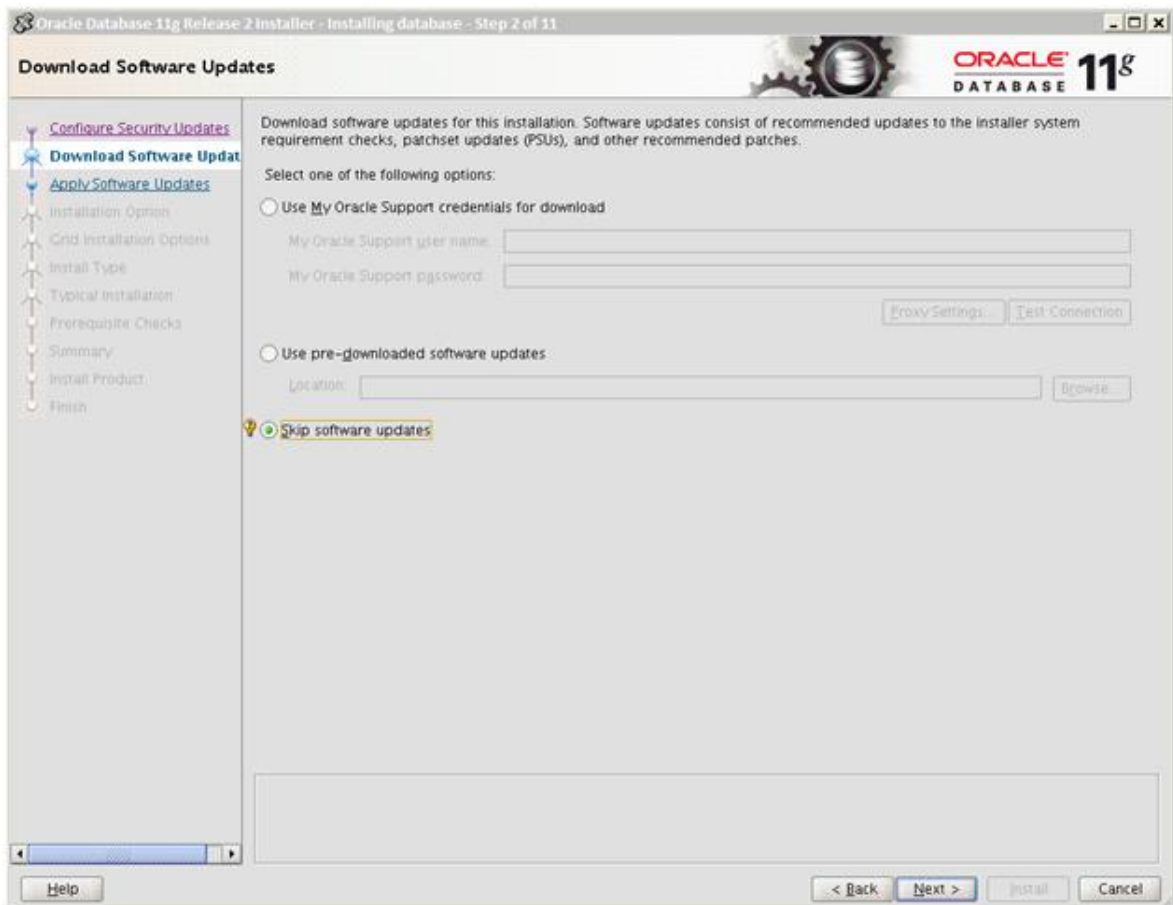 Oracle Database 11g Release 2 Installer - Installing database - Step 2 of 11
Download Software Updates
ORACLE
DATABASE
11g
Configure Security Updates
Download Software Updat
Apply Software Updates
Installation Option
Grid Installation Options
Install Type
Typical Installation
Prerequisite Checks
Summary
Install Product
Finish
Download software updates for this installation. Software updates consist of recommended updates to the installer system
requirement checks, patchset updates (PSUs), and other recommended patches.
Select one of the following options:
Use My Oracle Support credentials for download
My Oracle Support user name:
My Oracle Support password:
Proxy Settings...
Test Connection
Use pre-downloaded software updates
Location:
Browse...
Skip software updates
Help
< Back
Next >
Install
Cancel